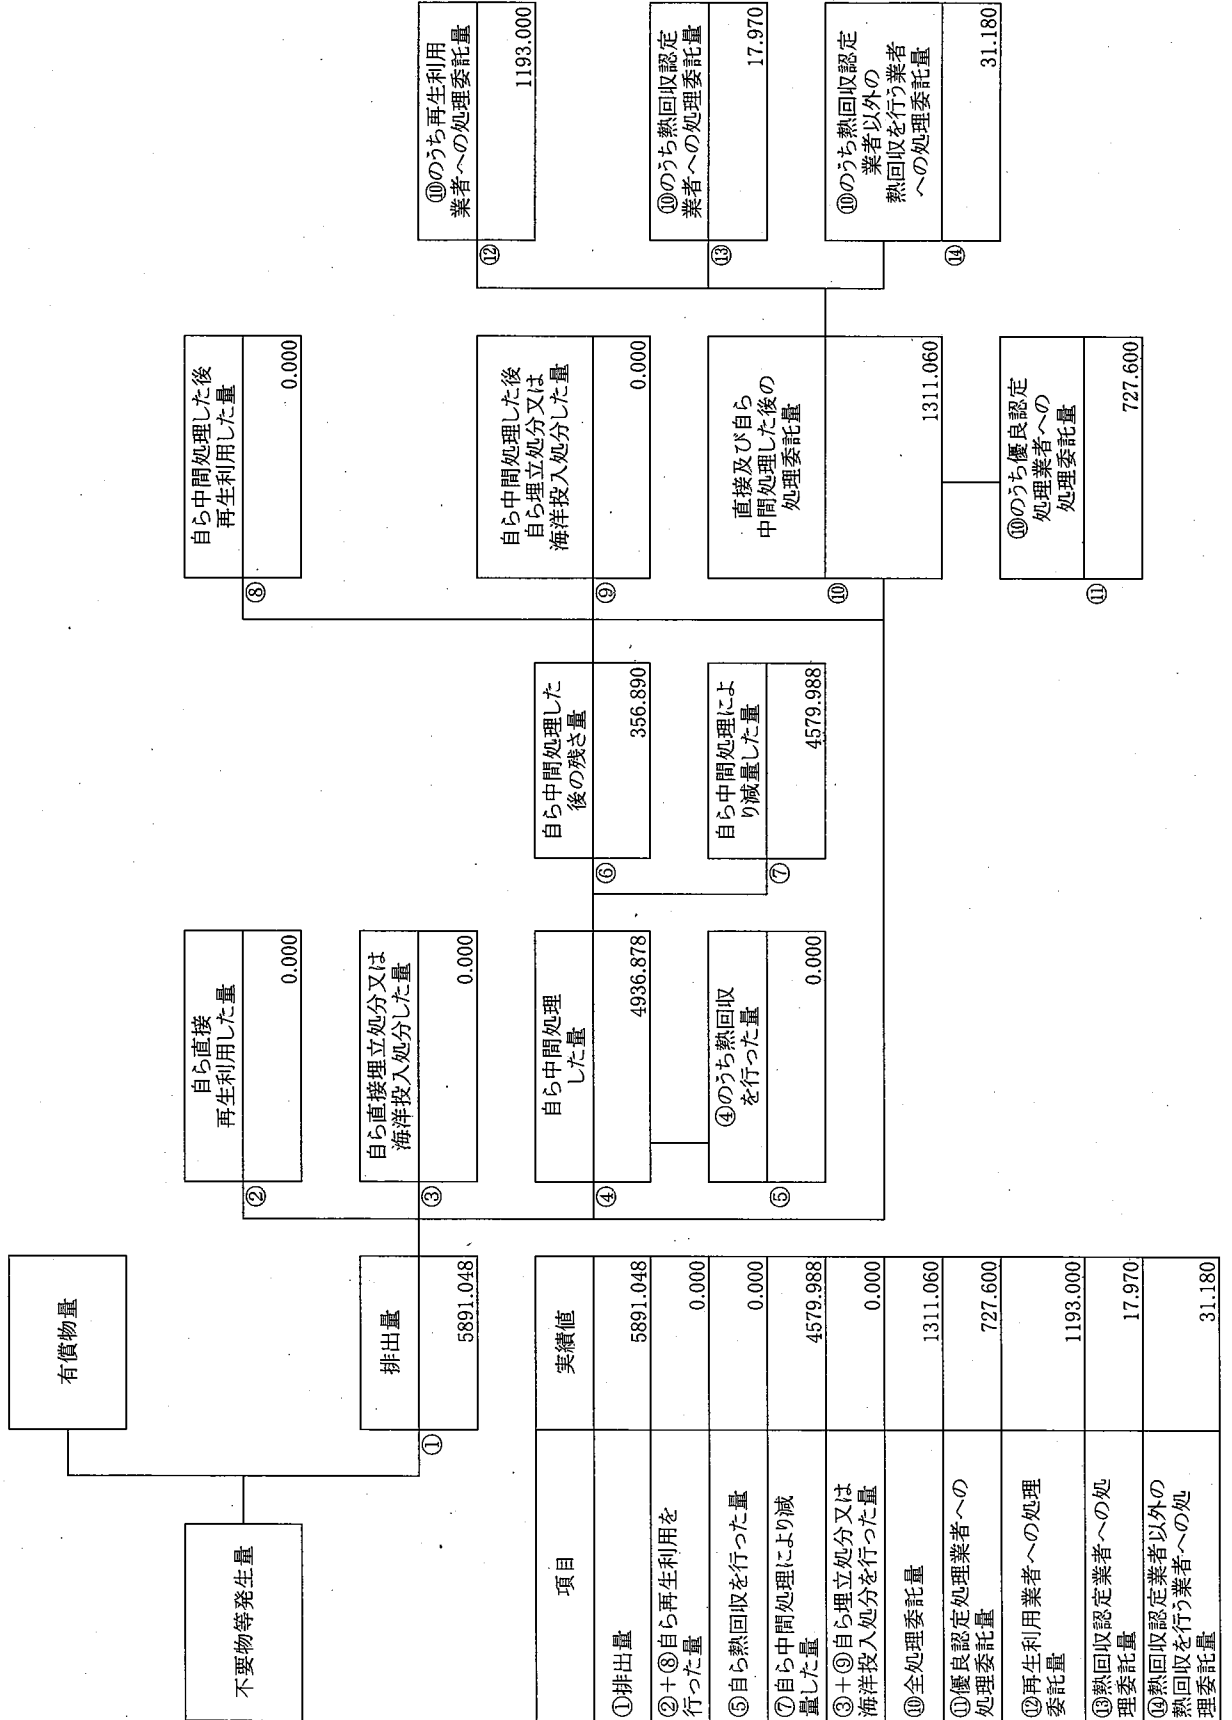 不要物等発生量
有償物量
排出量
①
5891.048
自ら直接
再生利用した量
②
0.000
自ら直接埋立処分又は
海洋投入処分した量
③
0.000
自ら中間処理
した量
④
4936.878
④のうち熱回収
を行った量
⑤
0.000
自ら中間処理した
後の残さ量
⑥
356.890
自ら中間処理によ
り減量した量
⑦
4579.988
自ら中間処理した後
再生利用した量
⑧
0.000
自ら中間処理した後
自ら埋立処分又は
海洋投入処分した量
⑨
0.000
直接及び自ら
中間処理した後の
処理委託量
⑩
1311.060
⑩のうち優良認定
処理業者への
処理委託量
⑪
727.600
⑩のうち再生利用
業者への処理委託量
⑫
1193.000
⑩のうち熱回収認定
業者への処理委託量
⑬
17.970
⑩のうち熱回収認定
業者以外の
熱回収を行う業者
への処理委託量
⑭
31.180
項目 実績値
①排出量 5891.048
②+⑧自ら再生利用を
行った量 0.000
⑤自ら熱回収を行った量 0.000
⑦自ら中間処理により減
量した量 4579.988
③+⑨自ら埋立処分又は
海洋投入処分を行った量 0.000
⑩全処理委託量 1311.060
⑪優良認定処理業者への
処理委託量 727.600
⑫再生利用業者への処理
委託量 1193.000
⑬熱回収認定業者への処
理委託量 17.970
⑭熱回収認定業者以外の
熱回収を行う業者への処
理委託量 31.180